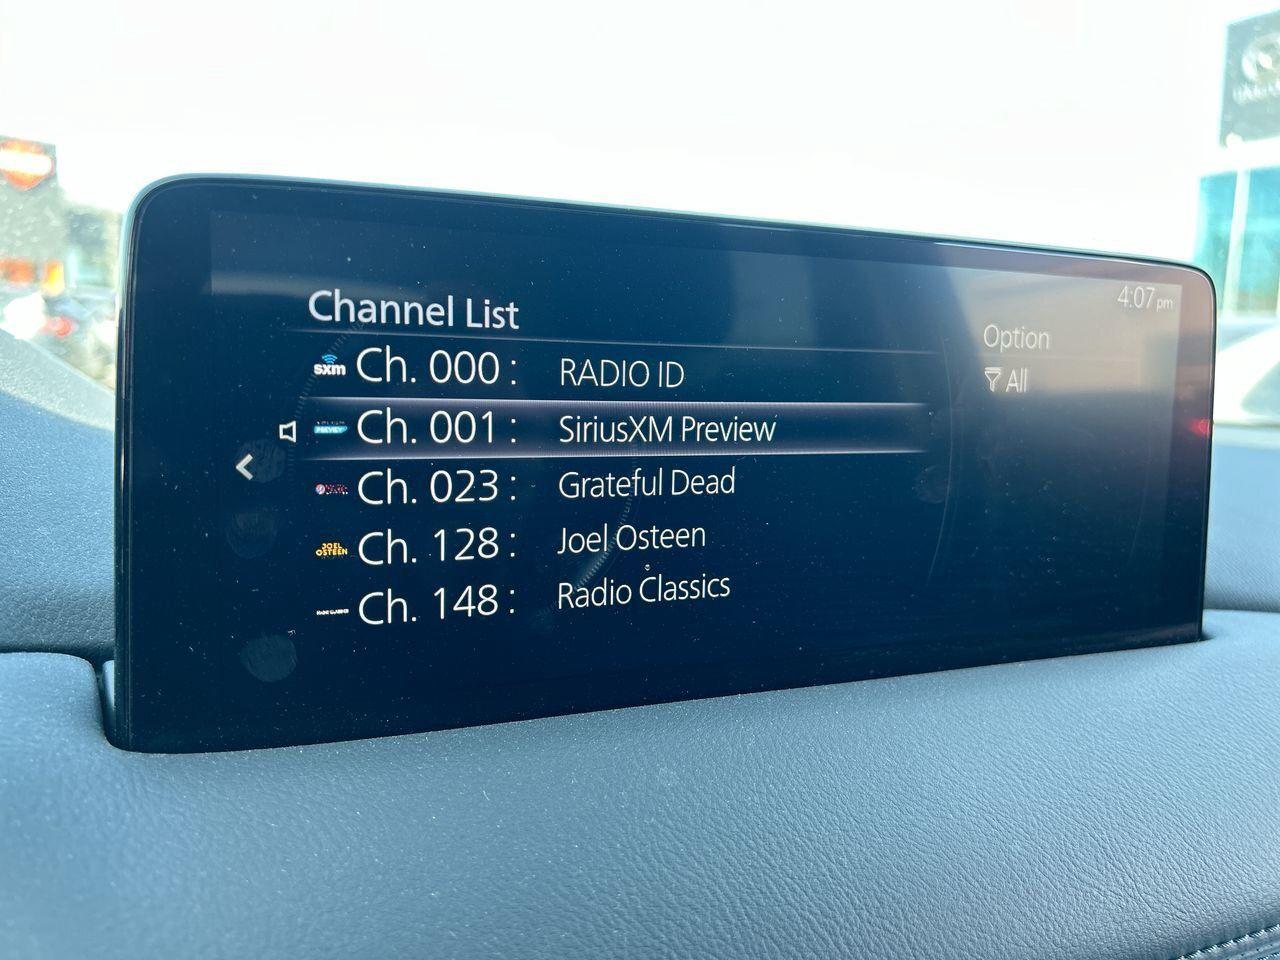 4:07 pm
Channel List
Option
sxm Ch. 000 : RADIO ID
All
PREVIEW Ch. 001 : SiriusXM Preview
Ch. 023 : Grateful Dead
JOEL OSTEEN Ch. 128 : Joel Osteen
Ch. 148 : Radio Classics